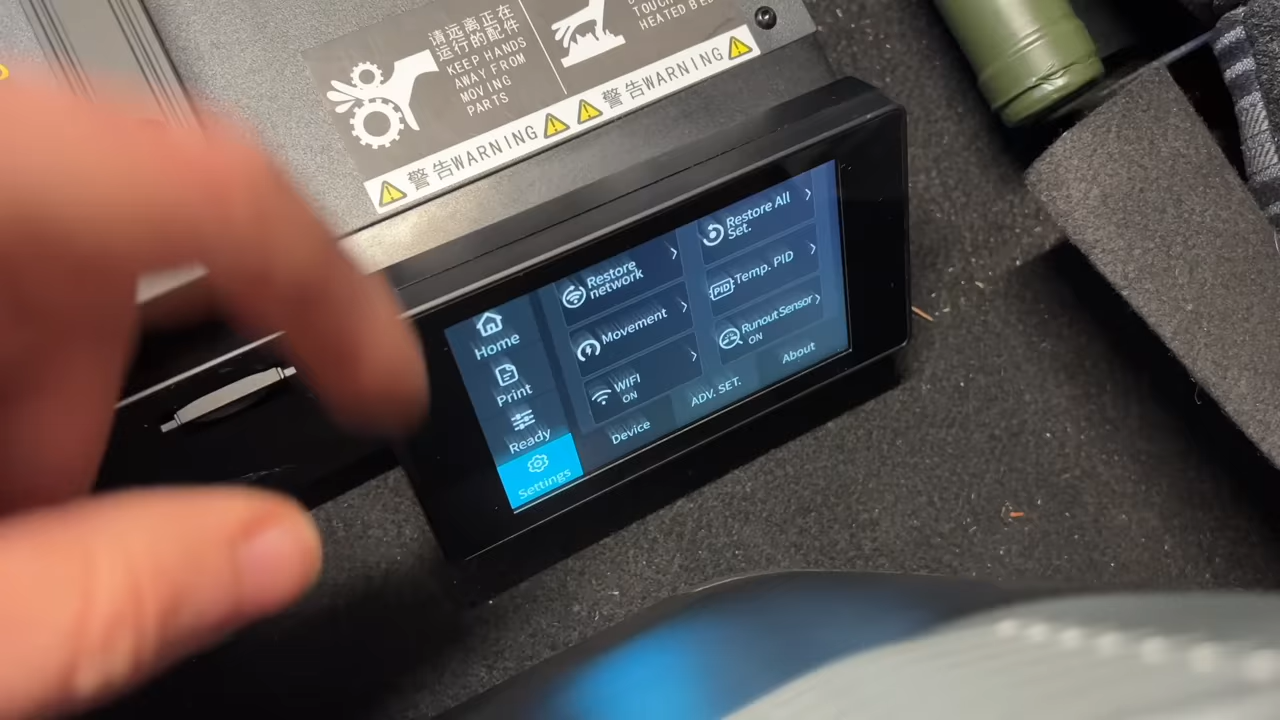 请远离正在
运行的配件
KEEP HANDS
AWAY FROM
MOVING
PARTS
TOUCH
HEATED BED
警告WARNING
警告WARNING
Home
Print
Ready
Settings
Restore
network
Restore All
Set.
Movement
Temp. PID
PID
WIFI
ON
Runout Sensor
ON
Device
ADV. SET.
About